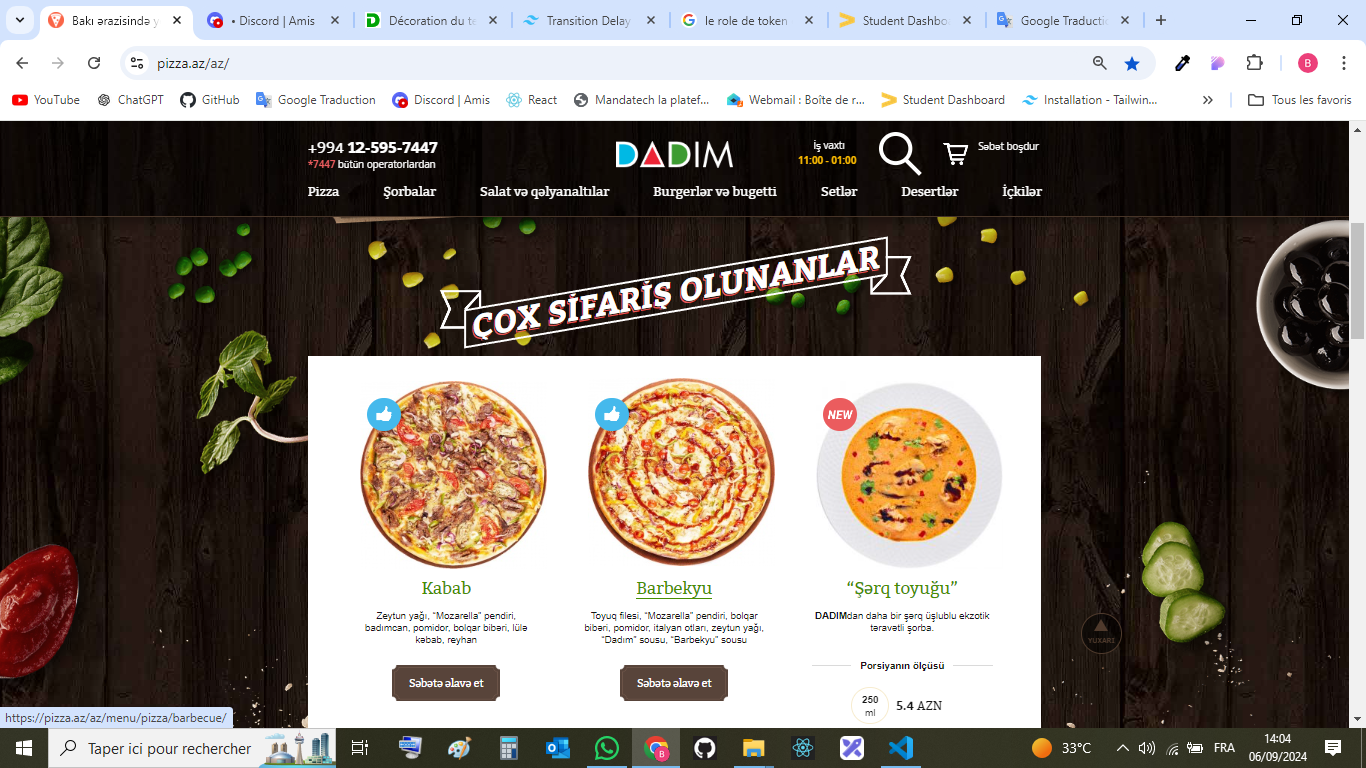 Bakı ərazisində y
• Discord | Amis
Décoration du te
Transition Delay
le role de token
Student Dashbo
Google Traductio
pizza.az/az/
B
YouTube
ChatGPT
GitHub
Google Traduction
Discord | Amis
React
Mandatech la platef...
Webmail : Boîte de r...
Student Dashboard
Installation - Tailwin...
Tous les favoris
+994 12-595-7447
*7447 bütün operatorlardan
DADIM
İş vaxtı
11:00 - 01:00
Səbət boşdur
Pizza
Şorbalar
Salat və qəlyanaltılar
Burgerlər və bugetti
Setlər
Desertlər
İçkilər
ÇOX SİFARİŞ OLUNANLAR
Kabab
Zeytun yağı, “Mozarella” pendiri,
badımcan, pomidor, bolqar bibəri, lülə
kəbab, reyhan
Səbətə əlavə et
Barbekyu
Toyuq filesi, “Mozarella” pendiri, bolqar
bibəri, pomidor, italyan otları, zeytun yağı,
“Dadım” sousu, “Barbekyu” sousu
Səbətə əlavə et
NEW
“Şərq toyuğu”
DADIMdan daha bir şərq üslublu ekzotik
təravətli şorba.
Porsiyanın ölçüsü
250
ml
5.4 AZN
YUXARI
https://pizza.az/az/menu/pizza/barbecue/
Taper ici pour rechercher
33°C
FRA
14:04
06/09/2024